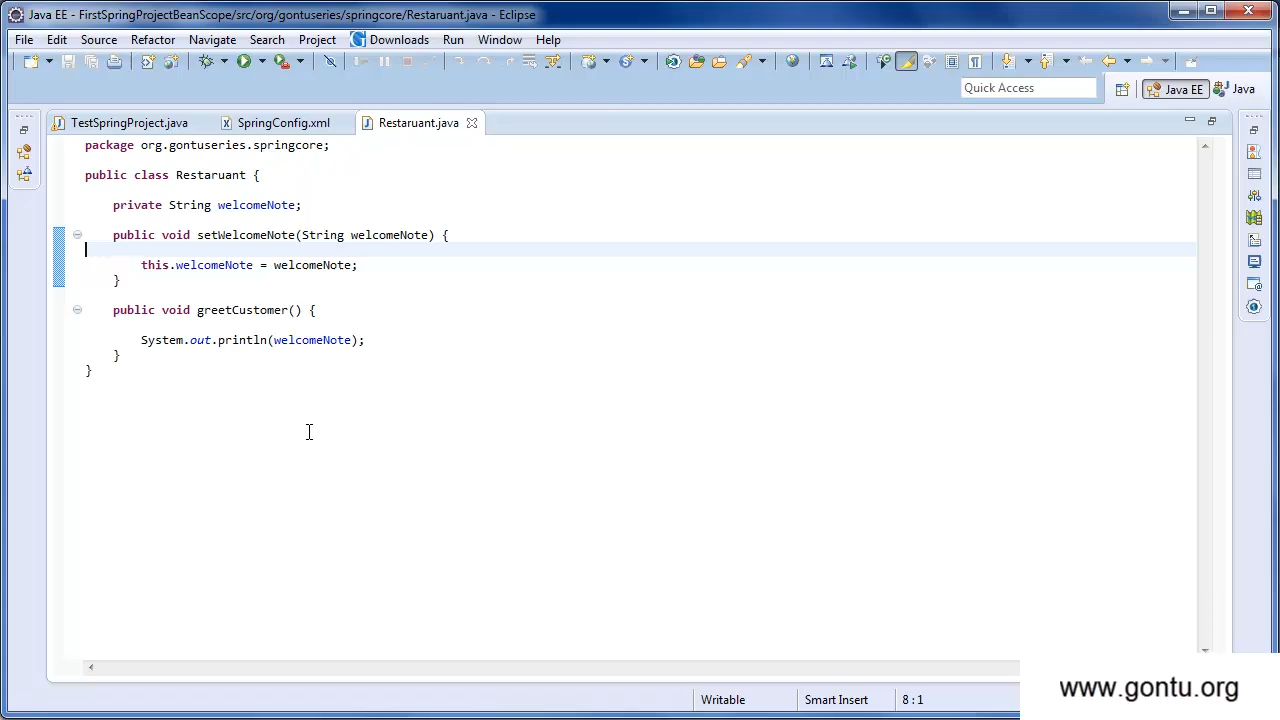 Java EE - FirstSpringProjectBeanScope/src/org/gontuseries/springcore/Restaruant.java - Eclipse
File Edit Source Refactor Navigate Search Project Downloads Run Window Help
Quick Access
Java EE
Java
TestSpringProject.java
SpringConfig.xml
Restaruant.java
package org.gontuseries.springcore;
public class Restaruant {
private String welcomeNote;
public void setWelcomeNote(String welcomeNote) {
this.welcomeNote = welcomeNote;
}
public void greetCustomer() {
System.out.println(welcomeNote);
}
}
Writable
Smart Insert
8 : 1
www.gontu.org